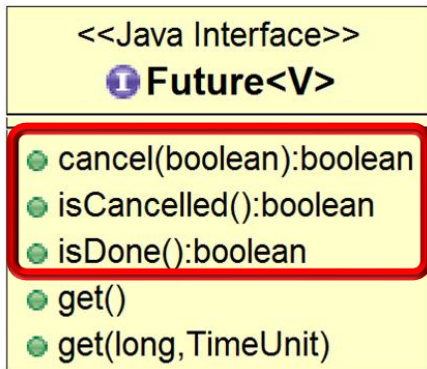 <<Java Interface>>
I Future<V>
cancel(boolean):boolean
isCancelled():boolean
isDone():boolean
get()
get(long,TimeUnit)